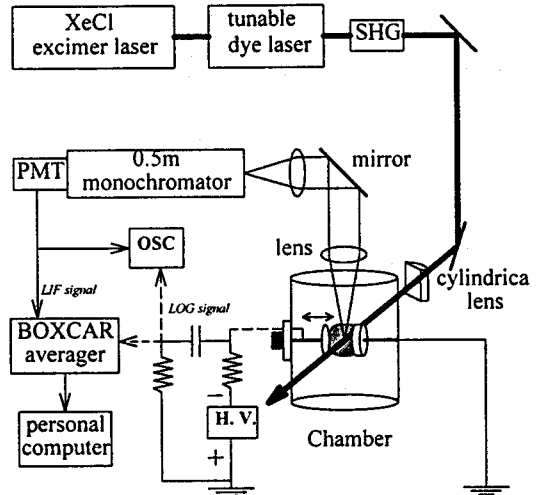 XeCl
excimer laser
tunable
dye laser
SHG
PMT
0.5m
monochromator
mirror
OSC
lens
cylindrica
lens
LIF signal
LOG signal
BOXCAR
averager
−
H. V.
+
personal
computer
Chamber